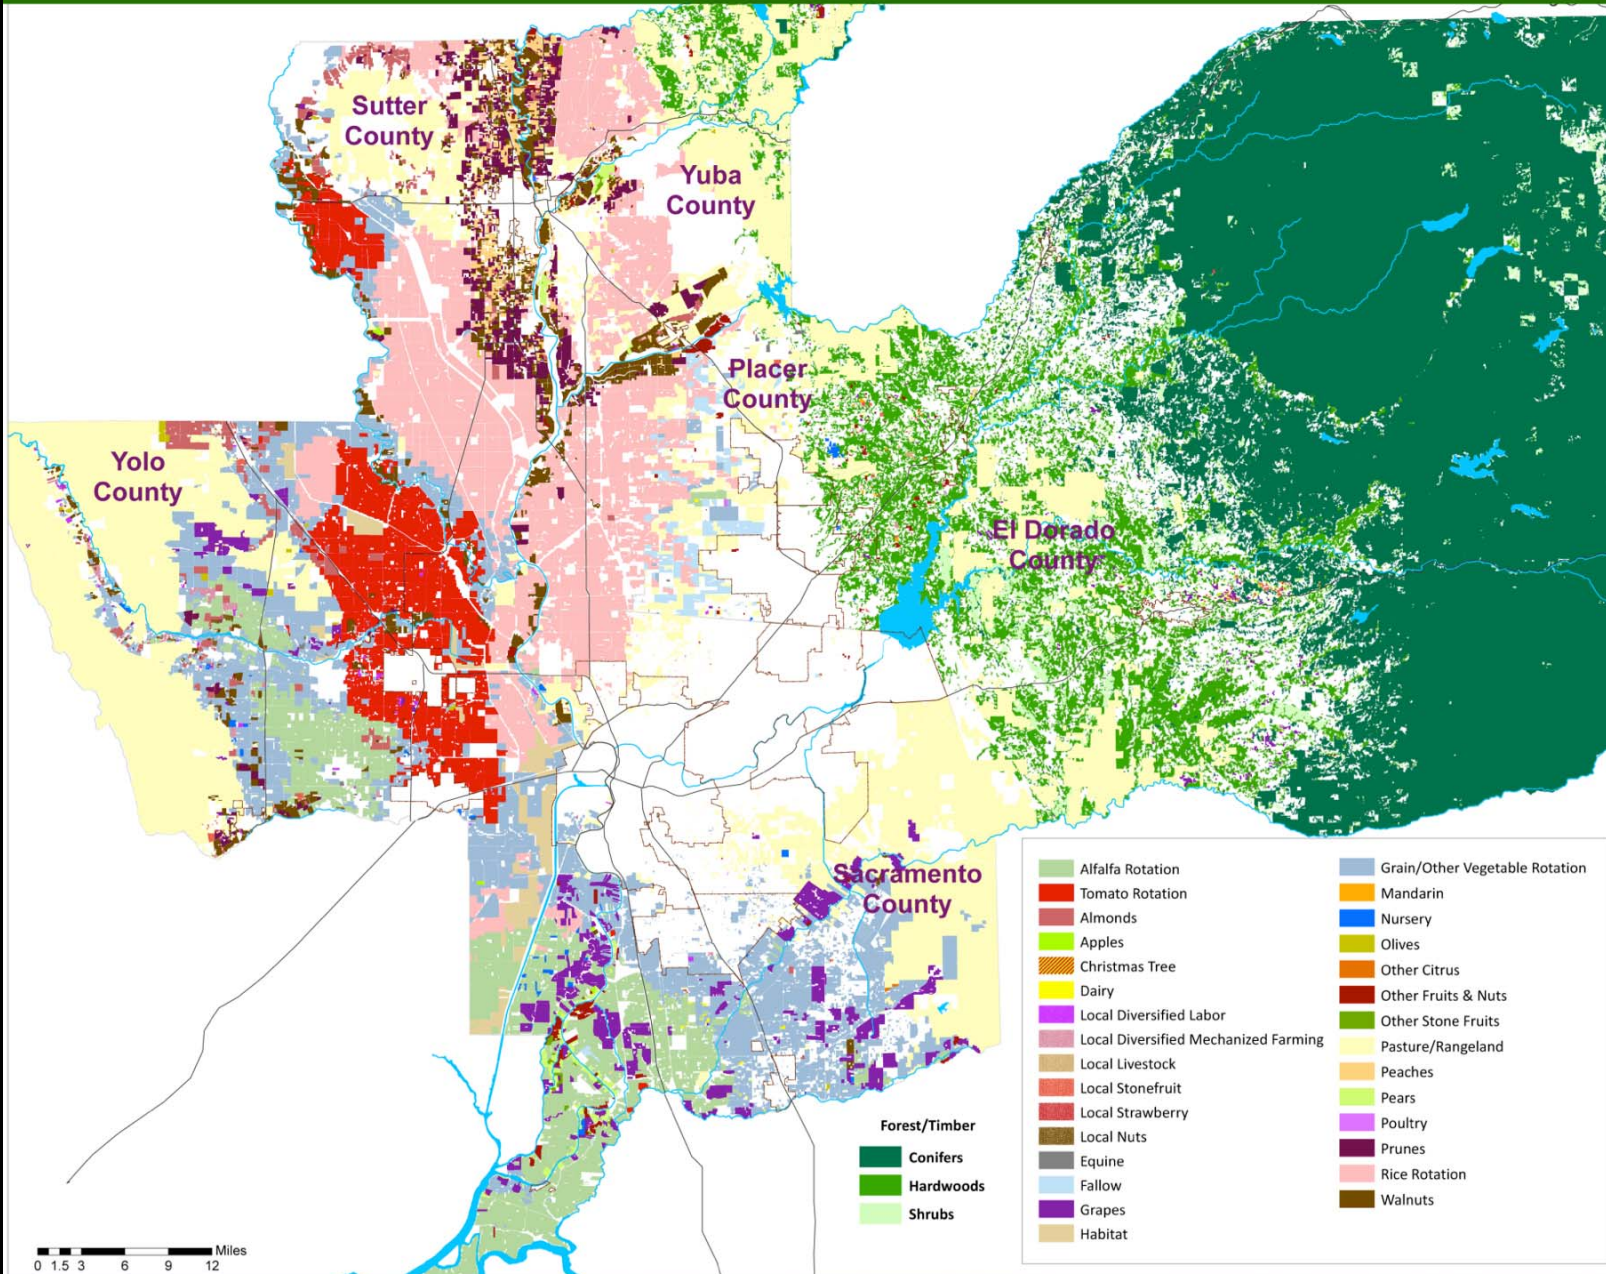 Sutter
County
Yuba
County
Placer
County
Yolo
County
El Dorado
County
Sacramento
County
Forest/Timber
Conifers
Hardwoods
Shrubs
Alfalfa Rotation
Tomato Rotation
Almonds
Apples
Christmas Tree
Dairy
Local Diversified Labor
Local Diversified Mechanized Farming
Local Livestock
Local Stonefruit
Local Strawberry
Local Nuts
Equine
Fallow
Grapes
Habitat
Grain/Other Vegetable Rotation
Mandarin
Nursery
Olives
Other Citrus
Other Fruits & Nuts
Other Stone Fruits
Pasture/Rangeland
Peaches
Pears
Poultry
Prunes
Rice Rotation
Walnuts
Miles
0 1.5 3 6 9 12